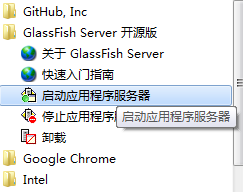 GitHub, Inc
GlassFish Server 开源版
关于 GlassFish Server
快速入门指南
启动应用程序服务器
停止应用程序
启动应用程序服务器
卸载
Google Chrome
Intel